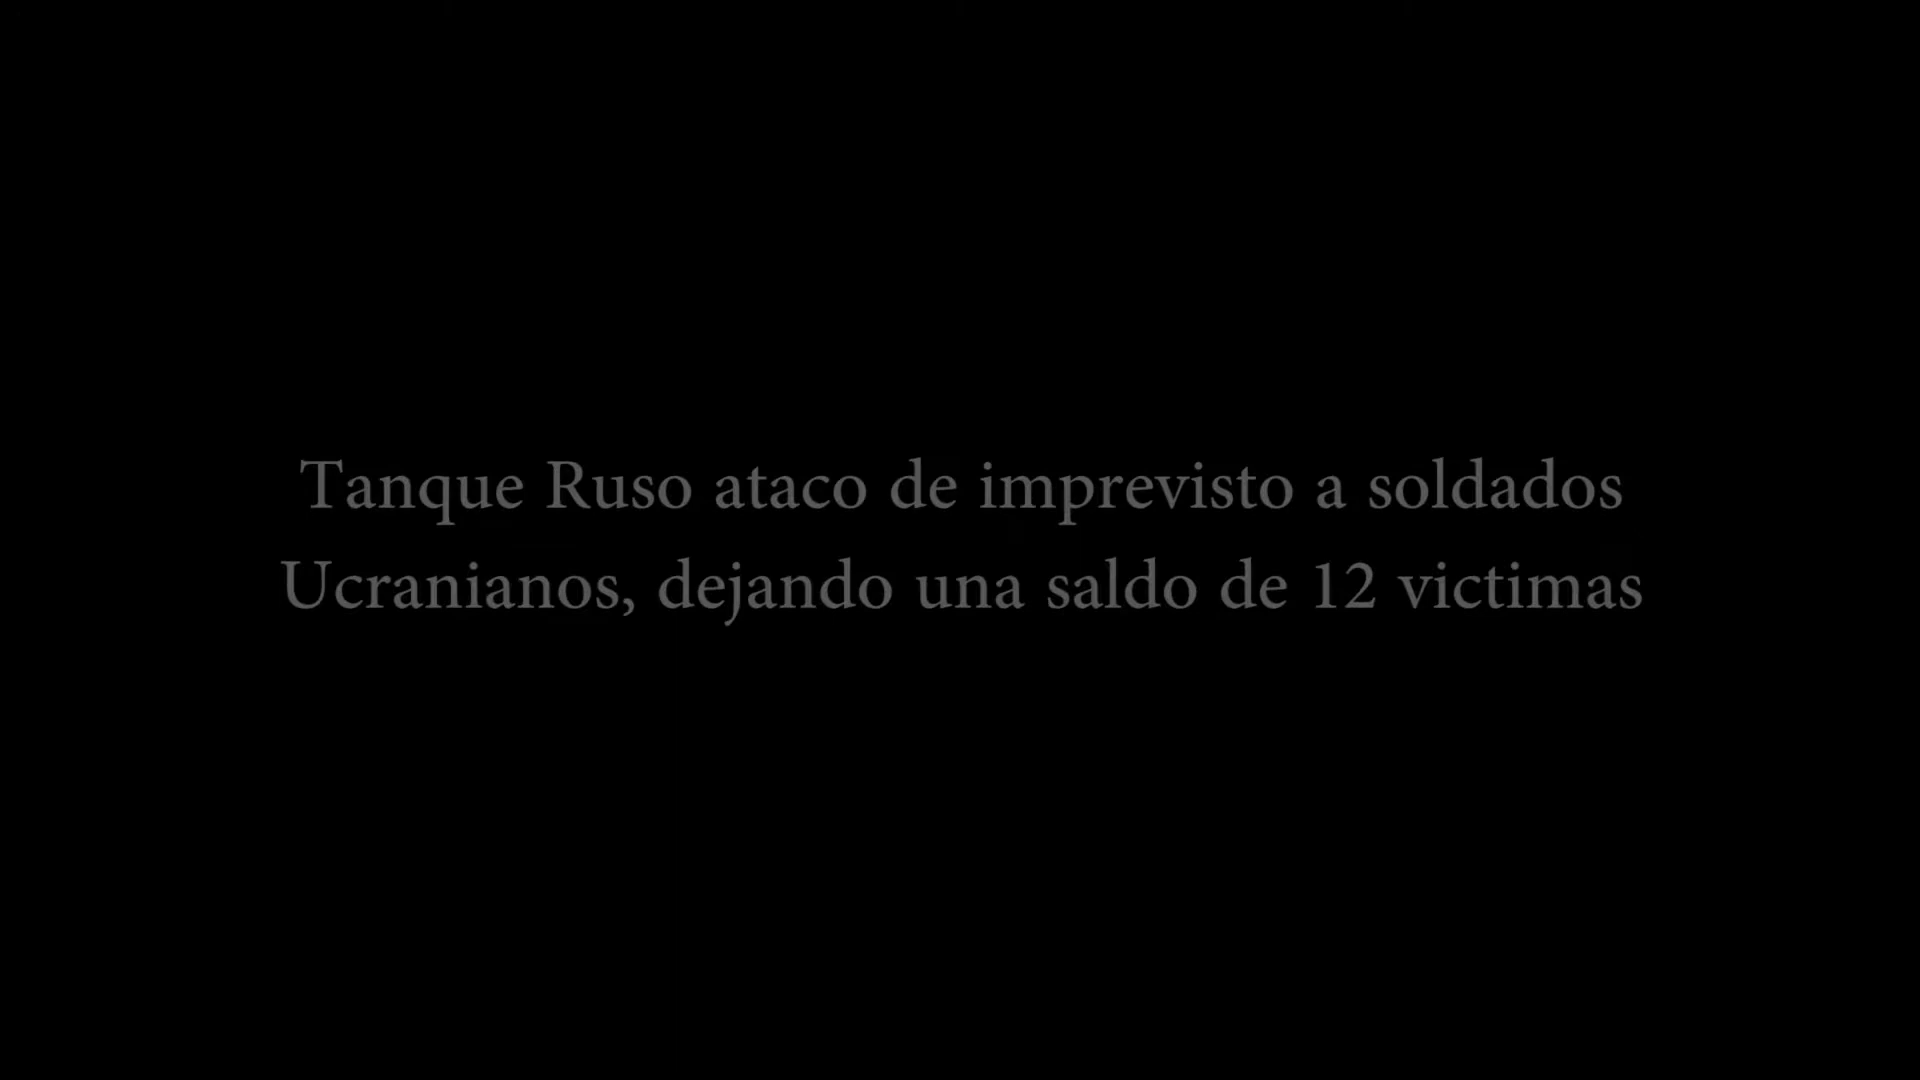 Tanque Ruso ataco de imprevisto a soldados
Ucranianos, dejando una saldo de 12 victimas